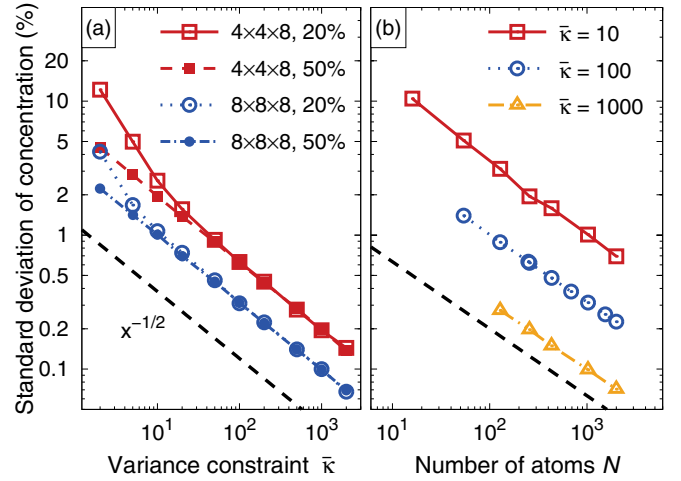 (a)
4×4×8, 20%
4×4×8, 50%
8×8×8, 20%
8×8×8, 50%
x^{−1/2}
(b)
κ̄ = 10
κ̄ = 100
κ̄ = 1000
Standard deviation of concentration (%)
20
10
5
2
1
0.5
0.2
0.1
10^1 10^2 10^3
Variance constraint κ̄
10^1 10^2 10^3
Number of atoms N